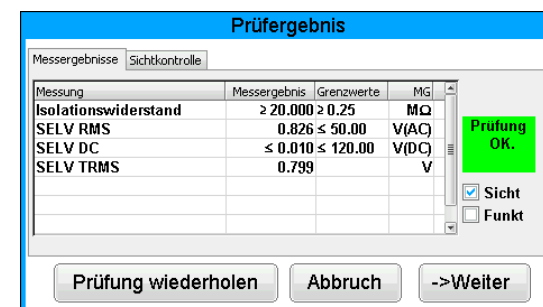 Prüfergebnis
Messergebnisse Sichtkontrolle
Messung Messergebnis Grenzwerte MG
Isolationswiderstand ≥ 20.000 ≥ 0.25 MΩ
SELV RMS 0.826 ≤ 50.00 V(AC)
SELV DC ≤ 0.010 ≤ 120.00 V(DC)
SELV TRMS 0.799 V
Prüfung
OK.
Sicht
Funkt
Prüfung wiederholen Abbruch ->Weiter